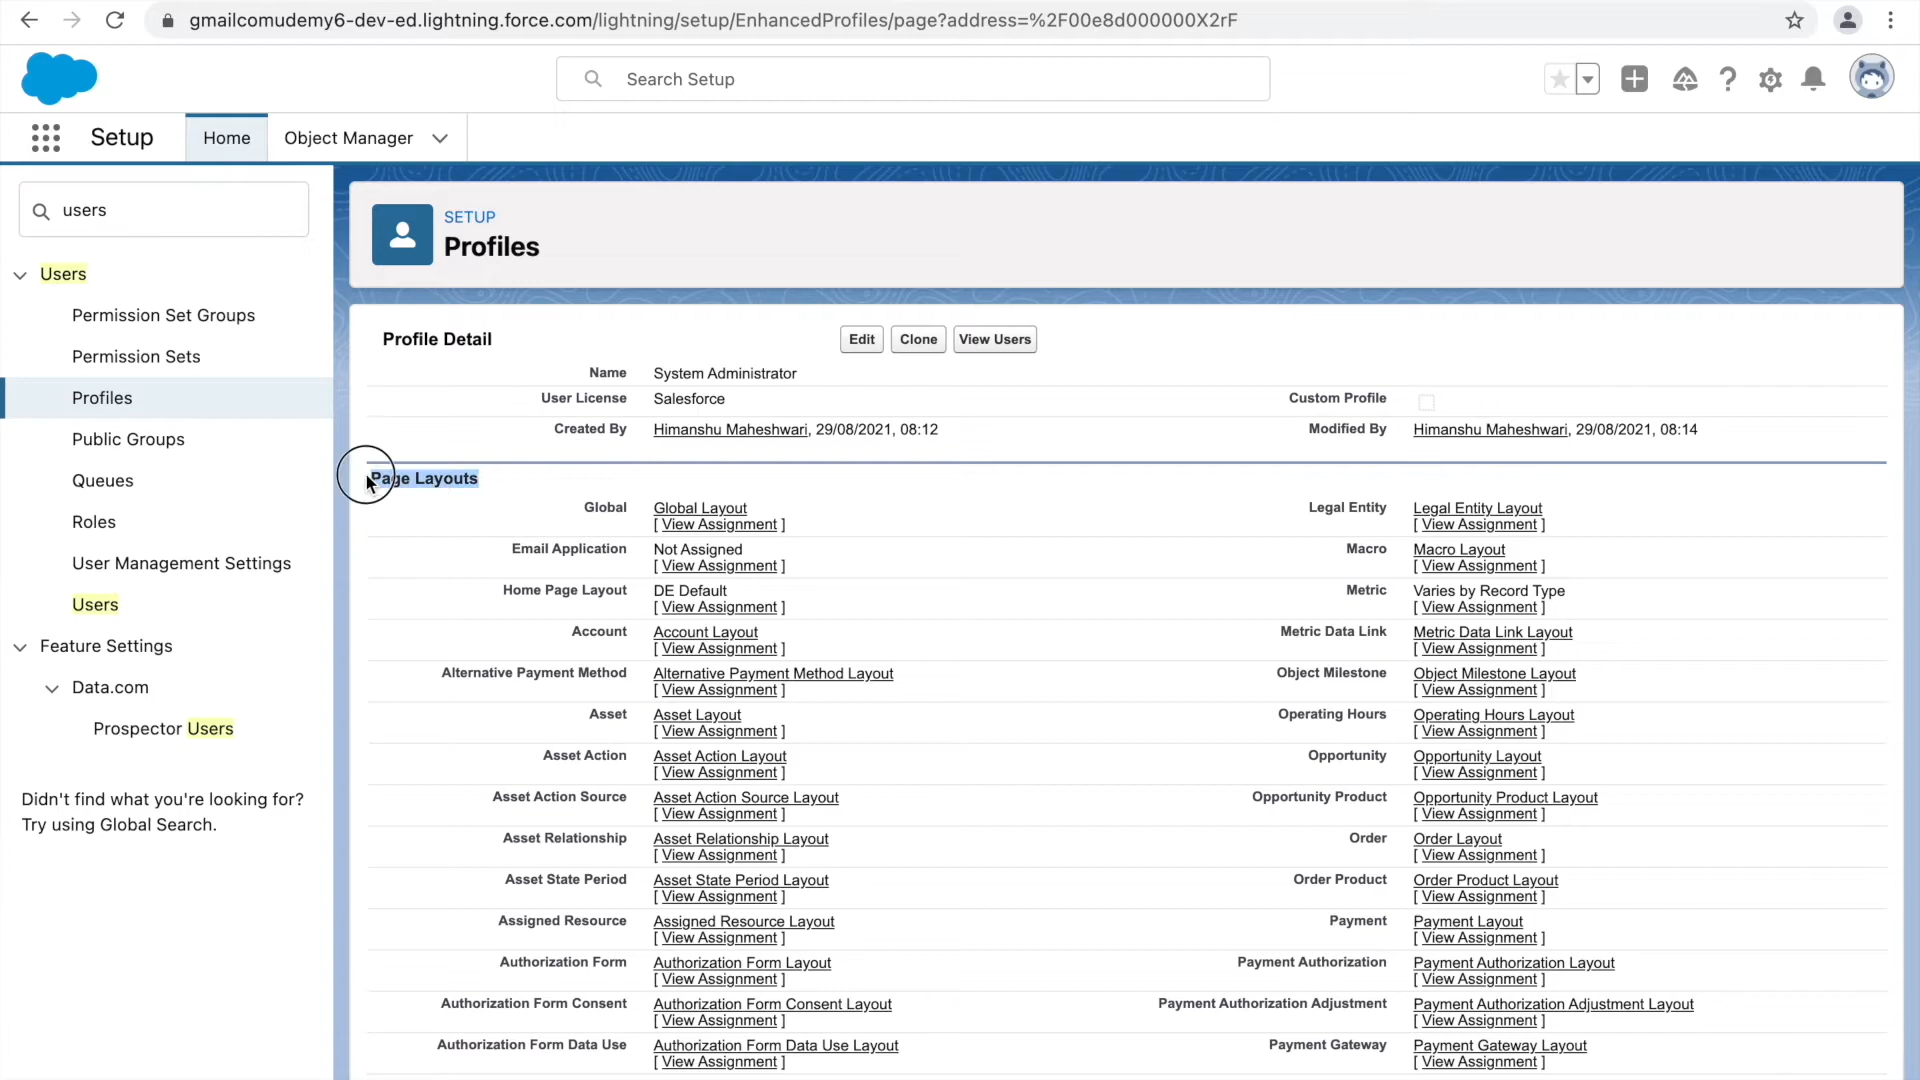 gmailcomudemy6-dev-ed.lightning.force.com/lightning/setup/EnhancedProfiles/page?address=%2F00e8d000000X2rF
Search Setup
Setup
Home
Object Manager
users
Users
Permission Set Groups
Permission Sets
Profiles
Public Groups
Queues
Roles
User Management Settings
Users
Feature Settings
Data.com
Prospector Users
Didn't find what you're looking for?
Try using Global Search.
SETUP
Profiles
Profile Detail
Edit
Clone
View Users
Name System Administrator
User License Salesforce
Custom Profile
Created By Himanshu Maheshwari, 29/08/2021, 08:12
Modified By Himanshu Maheshwari, 29/08/2021, 08:14
Page Layouts
Global Global Layout
[ View Assignment ]
Legal Entity Legal Entity Layout
[ View Assignment ]
Email Application Not Assigned
[ View Assignment ]
Macro Macro Layout
[ View Assignment ]
Home Page Layout DE Default
[ View Assignment ]
Metric Varies by Record Type
[ View Assignment ]
Account Account Layout
[ View Assignment ]
Metric Data Link Metric Data Link Layout
[ View Assignment ]
Alternative Payment Method Alternative Payment Method Layout
[ View Assignment ]
Object Milestone Object Milestone Layout
[ View Assignment ]
Asset Asset Layout
[ View Assignment ]
Operating Hours Operating Hours Layout
[ View Assignment ]
Asset Action Asset Action Layout
[ View Assignment ]
Opportunity Opportunity Layout
[ View Assignment ]
Asset Action Source Asset Action Source Layout
[ View Assignment ]
Opportunity Product Opportunity Product Layout
[ View Assignment ]
Asset Relationship Asset Relationship Layout
[ View Assignment ]
Order Order Layout
[ View Assignment ]
Asset State Period Asset State Period Layout
[ View Assignment ]
Order Product Order Product Layout
[ View Assignment ]
Assigned Resource Assigned Resource Layout
[ View Assignment ]
Payment Payment Layout
[ View Assignment ]
Authorization Form Authorization Form Layout
[ View Assignment ]
Payment Authorization Payment Authorization Layout
[ View Assignment ]
Authorization Form Consent Authorization Form Consent Layout
[ View Assignment ]
Payment Authorization Adjustment Payment Authorization Adjustment Layout
[ View Assignment ]
Authorization Form Data Use Authorization Form Data Use Layout
[ View Assignment ]
Payment Gateway Payment Gateway Layout
[ View Assignment ]